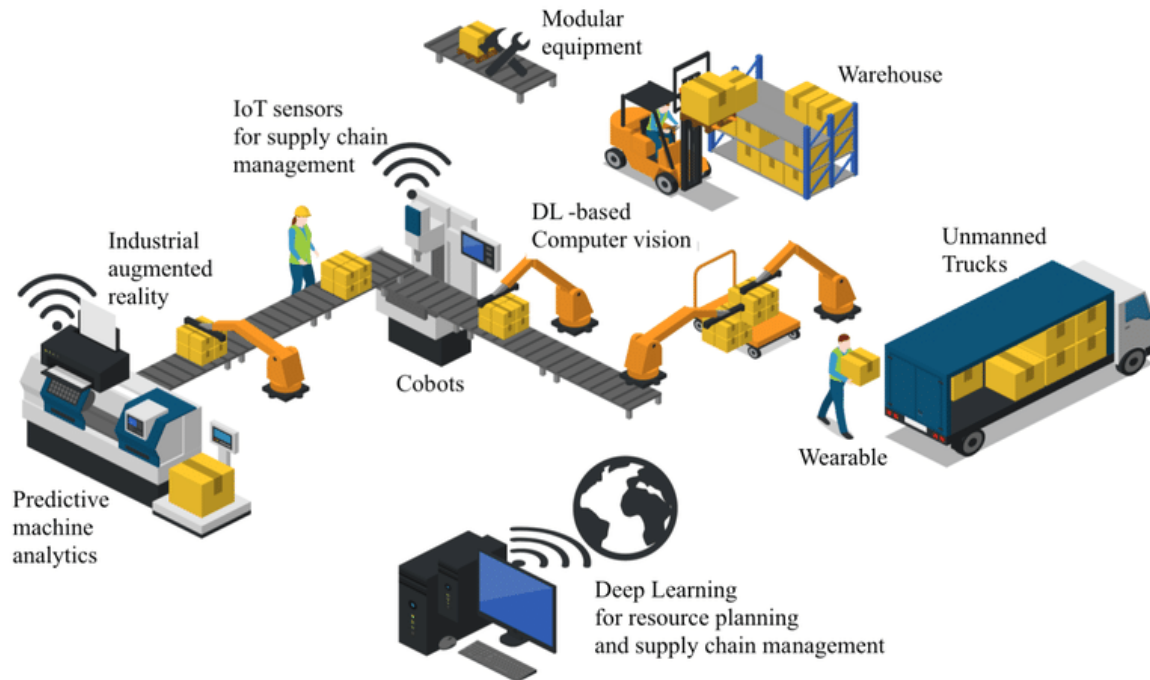 Modular
equipment
Warehouse
IoT sensors
for supply chain
management
DL -based
Computer vision
Unmanned
Trucks
Industrial
augmented
reality
Cobots
Wearable
Predictive
machine
analytics
Deep Learning
for resource planning
and supply chain management